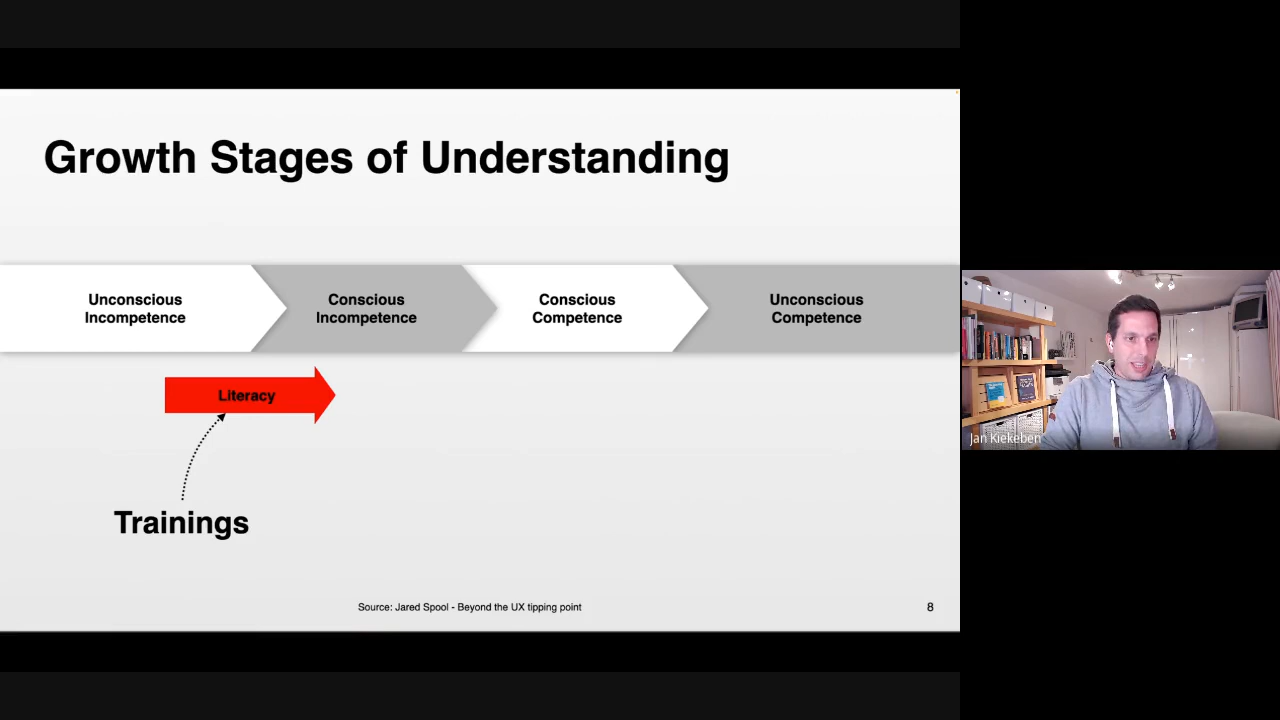 Growth Stages of Understanding
Unconscious
Incompetence
Conscious
Incompetence
Conscious
Competence
Unconscious
Competence
Literacy
Trainings
Source: Jared Spool - Beyond the UX tipping point
8
Jan Kiekeben